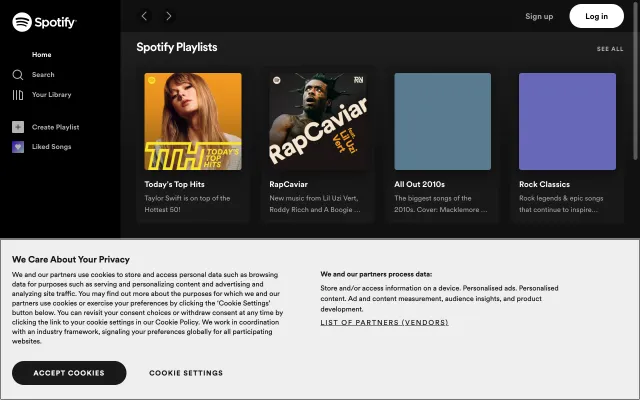 Spotify
Sign up
Log in
Home
Search
Your Library
Create Playlist
Liked Songs
Spotify Playlists
SEE ALL
TTH TODAY'S
TOP
HITS
RapCaviar
feat.
Lil Uzi
Vert
Today's Top Hits
Taylor Swift is on top of the
Hottest 50!
RapCaviar
New music from Lil Uzi Vert,
Roddy Ricch and A Boogie ...
All Out 2010s
The biggest songs of the
2010s. Cover: Macklemore ...
Rock Classics
Rock legends & epic songs
that continue to inspire...
We Care About Your Privacy
We and our partners use cookies to store and access personal data such as browsing
data for purposes such as serving and personalizing content and advertising and
analyzing site traffic. You may find out more about the purposes for which we and our
partners use cookies or exercise your preferences by clicking the 'Cookie Settings'
button below. You can revisit your consent choices or withdraw consent at any time by
clicking the link to your cookie settings in our Cookie Policy. We work in coordination
with an industry framework, signaling your preferences globally for all participating
websites.
We and our partners process data:
Store and/or access information on a device. Personalised ads. Personalised
content. Ad and content measurement, audience insights, and product
development.
LIST OF PARTNERS (VENDORS)
ACCEPT COOKIES
COOKIE SETTINGS